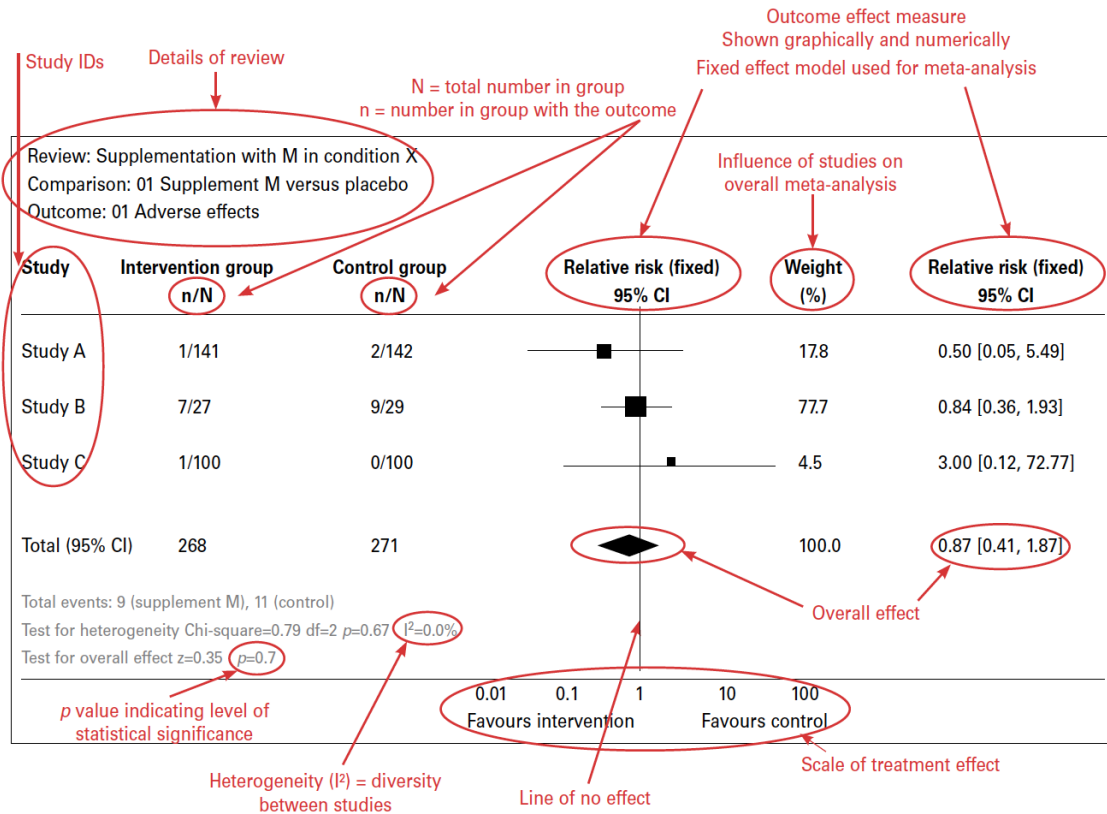 Outcome effect measure
Shown graphically and numerically
Fixed effect model used for meta-analysis
Study IDs
Details of review
N = total number in group
n = number in group with the outcome
Influence of studies on
overall meta-analysis
Review: Supplementation with M in condition X
Comparison: 01 Supplement M versus placebo
Outcome: 01 Adverse effects
Study Intervention group Control group Relative risk (fixed) Weight Relative risk (fixed)
n/N n/N 95% CI (%) 95% CI
Study A 1/141 2/142 17.8 0.50 [0.05, 5.49]
Study B 7/27 9/29 77.7 0.84 [0.36, 1.93]
Study C 1/100 0/100 4.5 3.00 [0.12, 72.77]
Total (95% CI) 268 271 100.0 0.87 [0.41, 1.87]
Total events: 9 (supplement M), 11 (control)
Test for heterogeneity Chi-square=0.79 df=2 p=0.67 I²=0.0%
Test for overall effect z=0.35 p=0.7
Overall effect
0.01 0.1 1 10 100
Favours intervention Favours control
p value indicating level of
statistical significance
Heterogeneity (I²) = diversity
between studies
Line of no effect
Scale of treatment effect